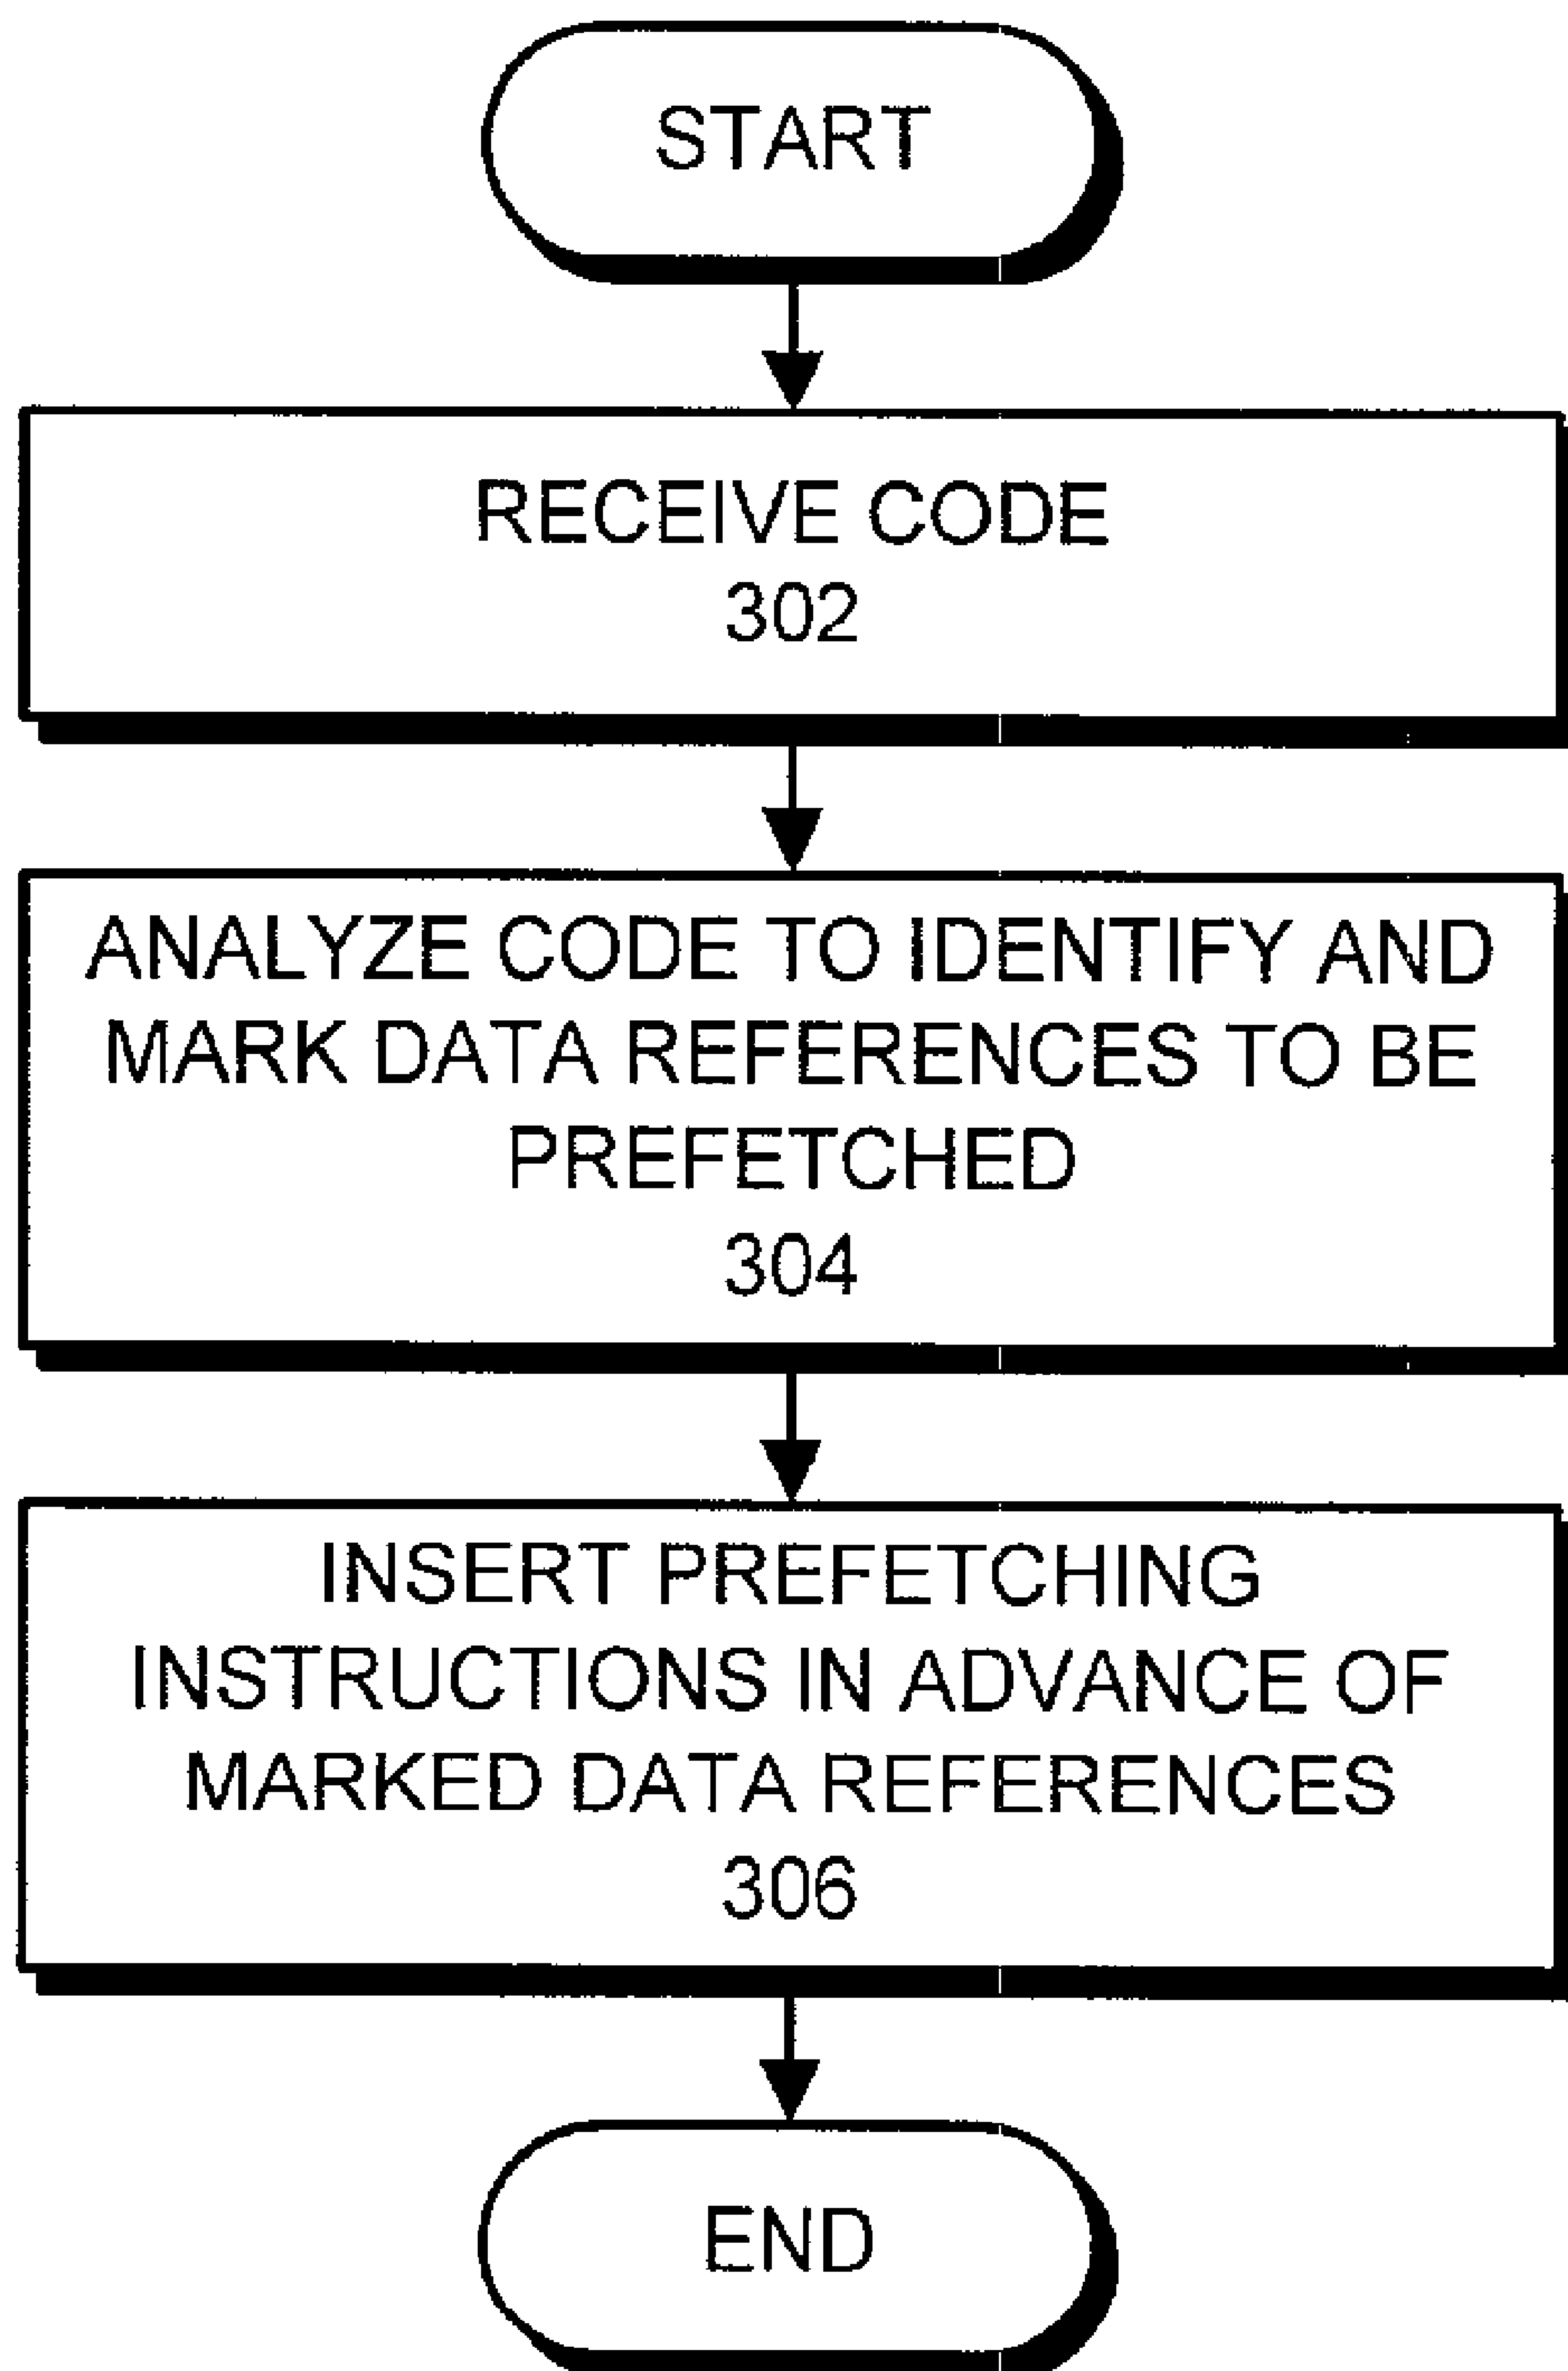 START
RECEIVE CODE
302
ANALYZE CODE TO IDENTIFY AND
MARK DATA REFERENCES TO BE
PREFETCHED
304
INSERT PREFETCHING
INSTRUCTIONS IN ADVANCE OF
MARKED DATA REFERENCES
306
END